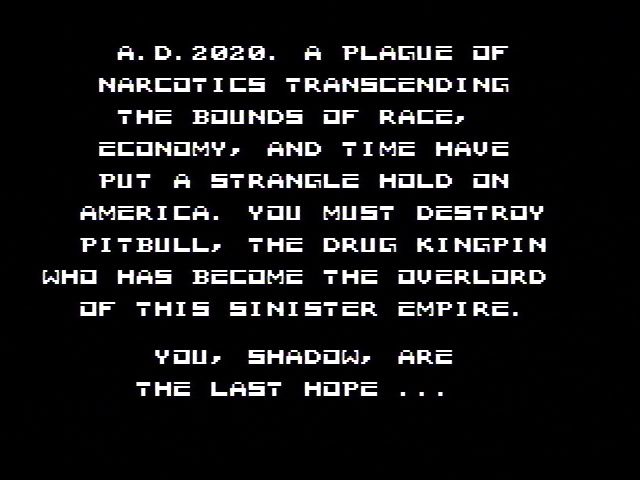 A.D.2020. A PLAGUE OF
NARCOTICS TRANSCENDING
THE BOUNDS OF RACE,
ECONOMY, AND TIME HAVE
PUT A STRANGLE HOLD ON
AMERICA. YOU MUST DESTROY
PITBULL, THE DRUG KINGPIN
WHO HAS BECOME THE OVERLORD
OF THIS SINISTER EMPIRE.
YOU, SHADOW, ARE
THE LAST HOPE ...